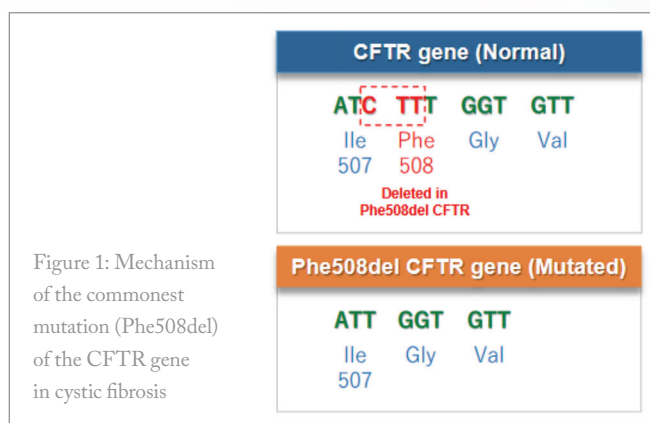 CFTR gene (Normal)
ATC TTT GGT GTT
Ile Phe Gly Val
507 508
Deleted in
Phe508del CFTR
Figure 1: Mechanism
of the commonest
mutation (Phe508del)
of the CFTR gene
in cystic fibrosis
Phe508del CFTR gene (Mutated)
ATT GGT GTT
Ile Gly Val
507